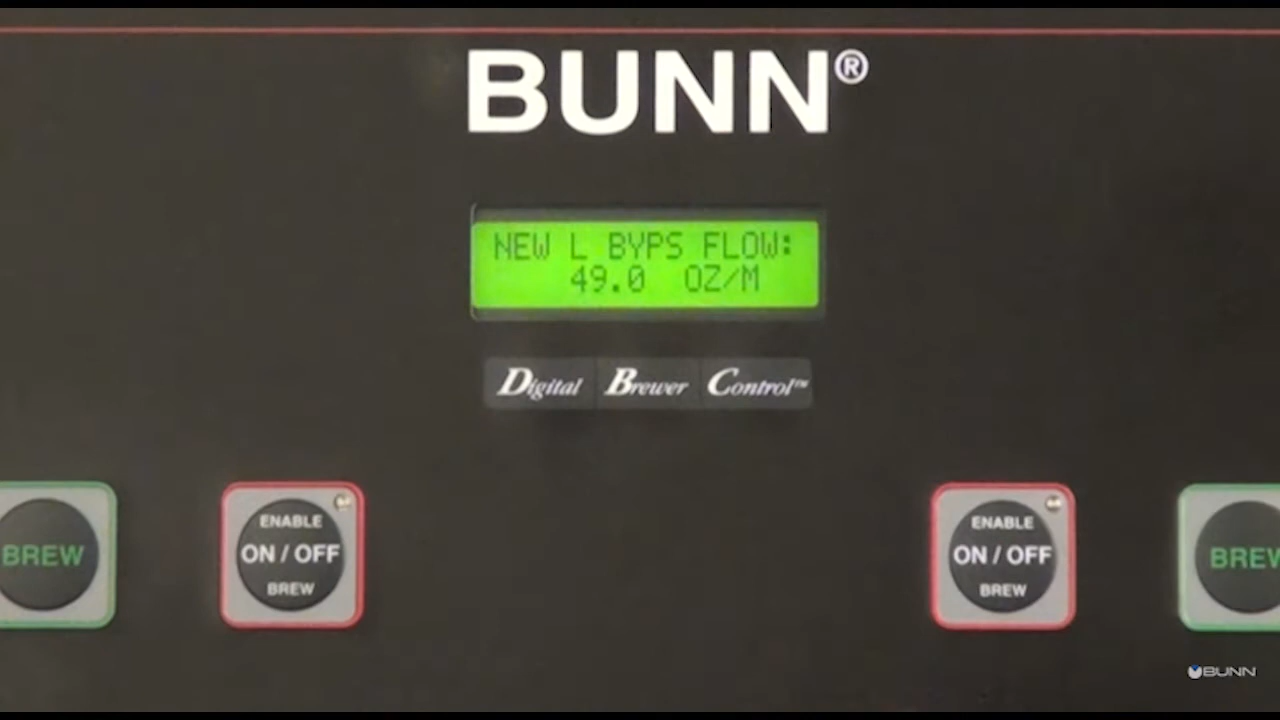 BUNN®
NEW L BYPS FLOW:
49.0 OZ/M
Digital Brewer Control™
BREW
ENABLE
ON / OFF
BREW
ENABLE
ON / OFF
BREW
BREW
BUNN